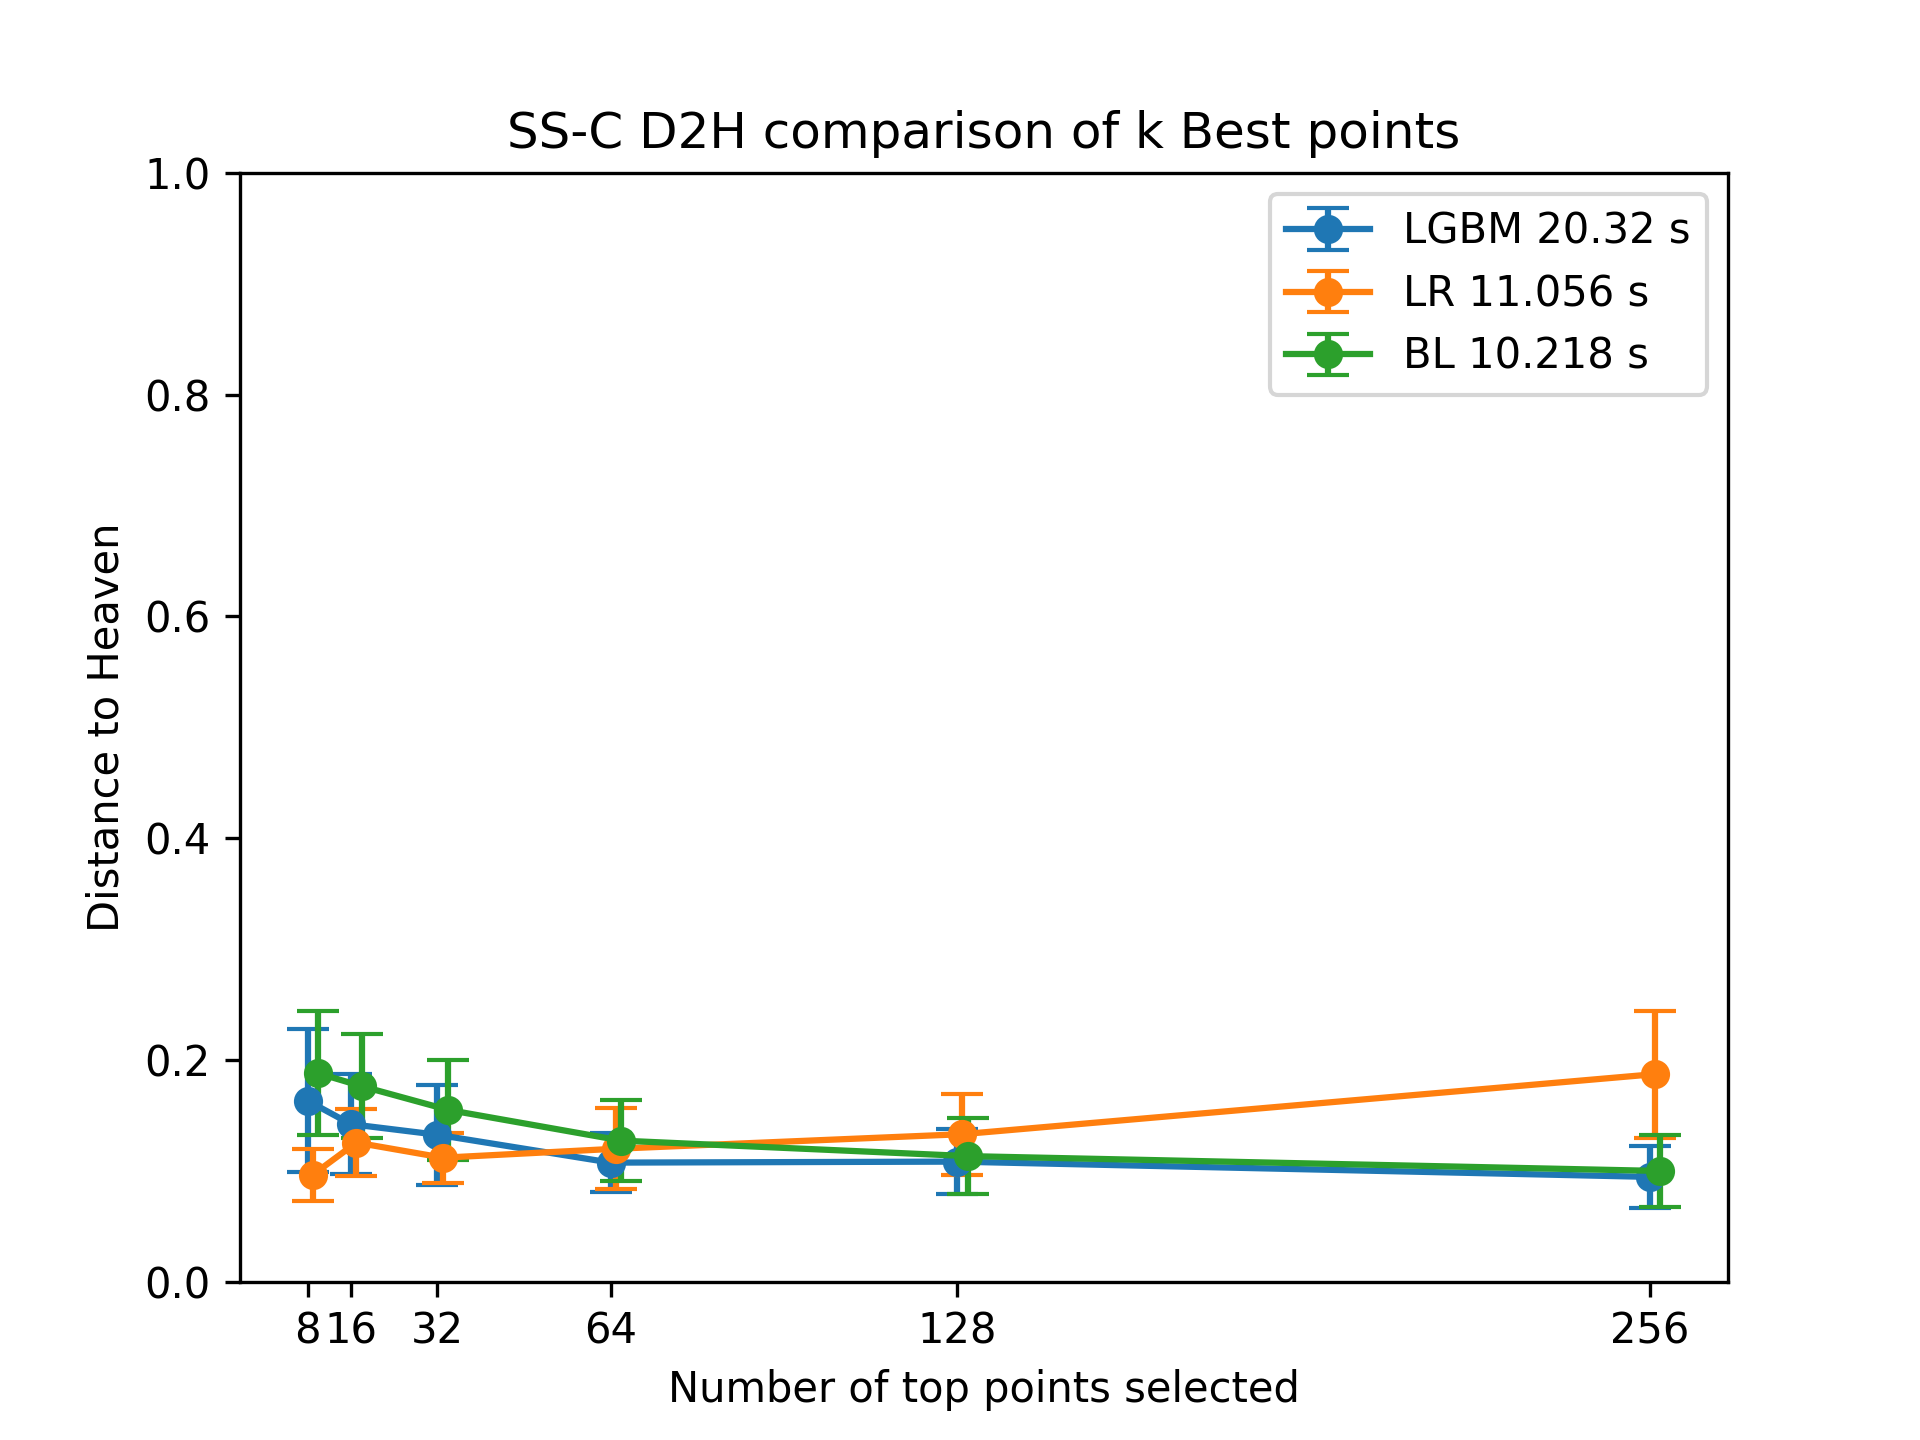 SS-C D2H comparison of k Best points
LGBM 20.32 s
LR 11.056 s
BL 10.218 s
Distance to Heaven
1.0
0.8
0.6
0.4
0.2
0.0
8 16 32 64 128 256
Number of top points selected